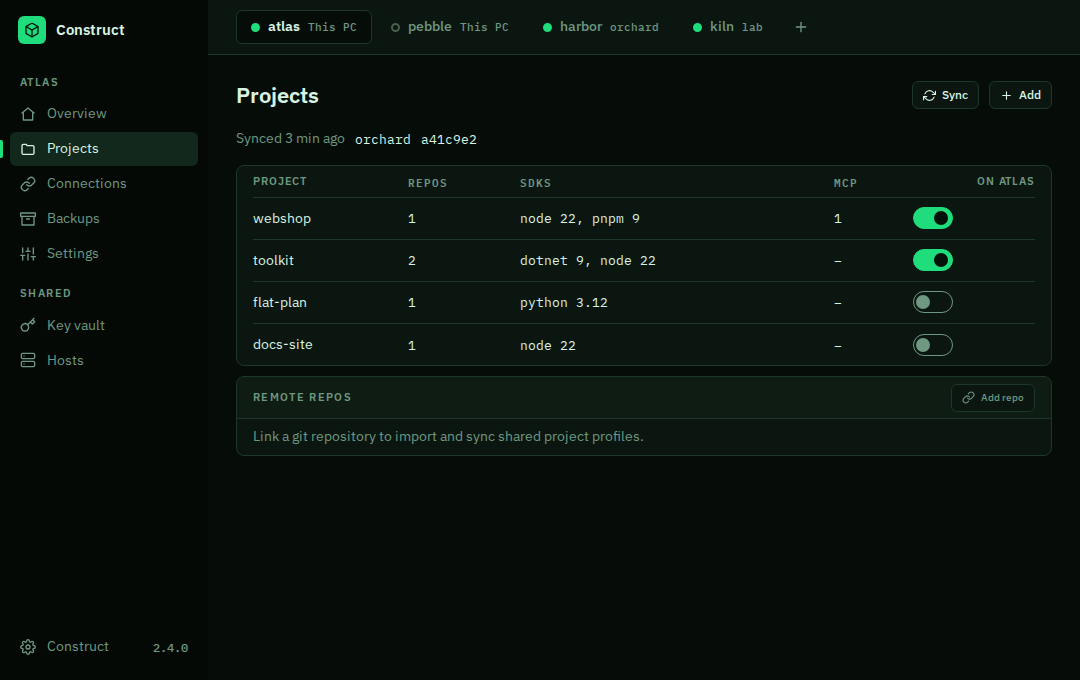 Construct
atlas This PC
pebble This PC
harbor orchard
kiln lab
ATLAS
Overview
Projects
Connections
Backups
Settings
SHARED
Key vault
Hosts
Construct 2.4.0
Projects
Sync
Add
Synced 3 min ago orchard a41c9e2
PROJECT REPOS SDKS MCP ON ATLAS
webshop 1 node 22, pnpm 9 1
toolkit 2 dotnet 9, node 22 –
flat-plan 1 python 3.12 –
docs-site 1 node 22 –
REMOTE REPOS Add repo
Link a git repository to import and sync shared project profiles.